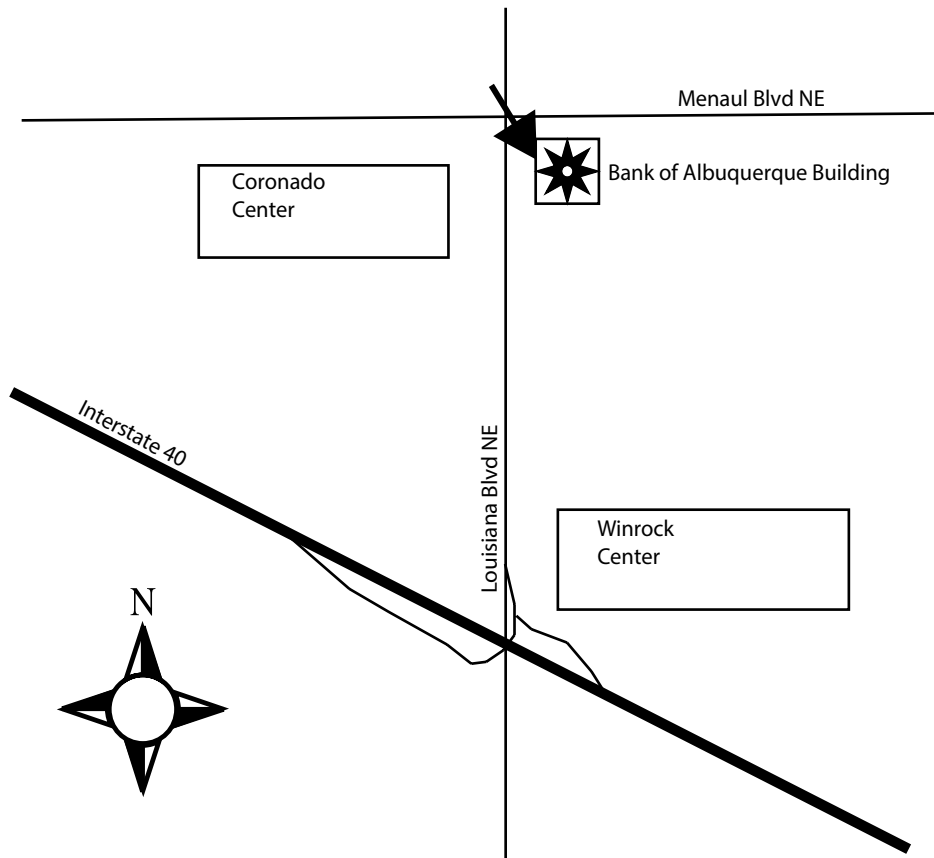 Menaul Blvd NE
Coronado
Center
Bank of Albuquerque Building
Interstate 40
Louisiana Blvd NE
Winrock
Center
N